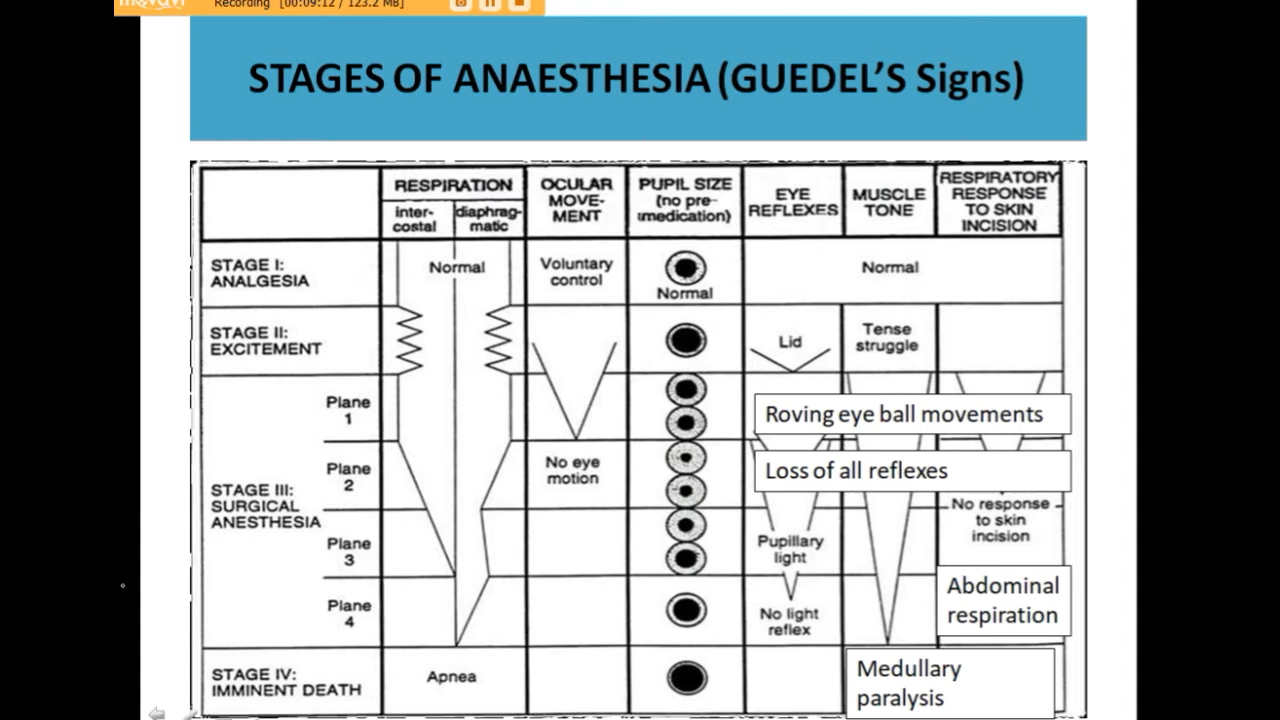 Recording [00:09:12 / 123.2 MB]
STAGES OF ANAESTHESIA (GUEDEL'S Signs)
RESPIRATION
inter-
costal
diaphrag-
matic
OCULAR
MOVE-
MENT
PUPIL SIZE
(no pre-
medication)
EYE
REFLEXES
MUSCLE
TONE
RESPIRATORY
RESPONSE
TO SKIN
INCISION
STAGE I:
ANALGESIA
Normal
Voluntary
control
Normal
Normal
STAGE II:
EXCITEMENT
Lid
Tense
struggle
STAGE III:
SURGICAL
ANESTHESIA
Plane
1
Roving eye ball movements
Plane
2
No eye
motion
Loss of all reflexes
Plane
3
Pupillary
light
No response
to skin
incision
Plane
4
No light
reflex
Abdominal
respiration
STAGE IV:
IMMINENT DEATH
Apnea
Medullary
paralysis